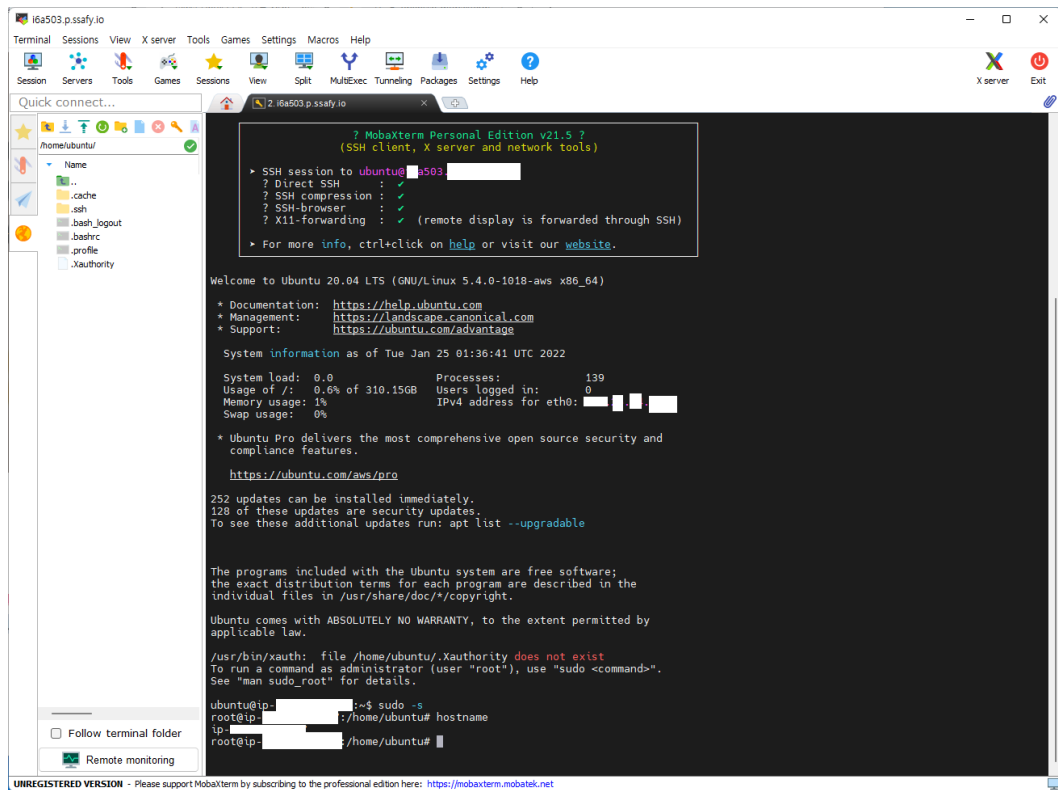 i6a503.p.ssafy.io
Terminal Sessions View X server Tools Games Settings Macros Help
Session Servers Tools Games Sessions View Split MultiExec Tunneling Packages Settings Help X server Exit
Quick connect...
2. i6a503.p.ssafy.io
/home/ubuntu/
Name
..
.cache
.ssh
.bash_logout
.bashrc
.profile
.Xauthority
? MobaXterm Personal Edition v21.5 ?
(SSH client, X server and network tools)
➤ SSH session to ubuntu@ a503.
? Direct SSH : ✔
? SSH compression : ✔
? SSH-browser : ✔
? X11-forwarding : ✔ (remote display is forwarded through SSH)
➤ For more info, ctrl+click on help or visit our website.
Welcome to Ubuntu 20.04 LTS (GNU/Linux 5.4.0-1018-aws x86_64)
* Documentation: https://help.ubuntu.com
* Management: https://landscape.canonical.com
* Support: https://ubuntu.com/advantage
System information as of Tue Jan 25 01:36:41 UTC 2022
System load: 0.0 Processes: 139
Usage of /: 0.6% of 310.15GB Users logged in: 0
Memory usage: 1% IPv4 address for eth0:
Swap usage: 0%
* Ubuntu Pro delivers the most comprehensive open source security and
compliance features.
https://ubuntu.com/aws/pro
252 updates can be installed immediately.
128 of these updates are security updates.
To see these additional updates run: apt list --upgradable
The programs included with the Ubuntu system are free software;
the exact distribution terms for each program are described in the
individual files in /usr/share/doc/*/copyright.
Ubuntu comes with ABSOLUTELY NO WARRANTY, to the extent permitted by
applicable law.
/usr/bin/xauth: file /home/ubuntu/.Xauthority does not exist
To run a command as administrator (user "root"), use "sudo <command>".
See "man sudo_root" for details.
ubuntu@ip- :~$ sudo -s
root@ip- :/home/ubuntu# hostname
ip-
root@ip- :/home/ubuntu#
Follow terminal folder
Remote monitoring
UNREGISTERED VERSION - Please support MobaXterm by subscribing to the professional edition here: https://mobaxterm.mobatek.net